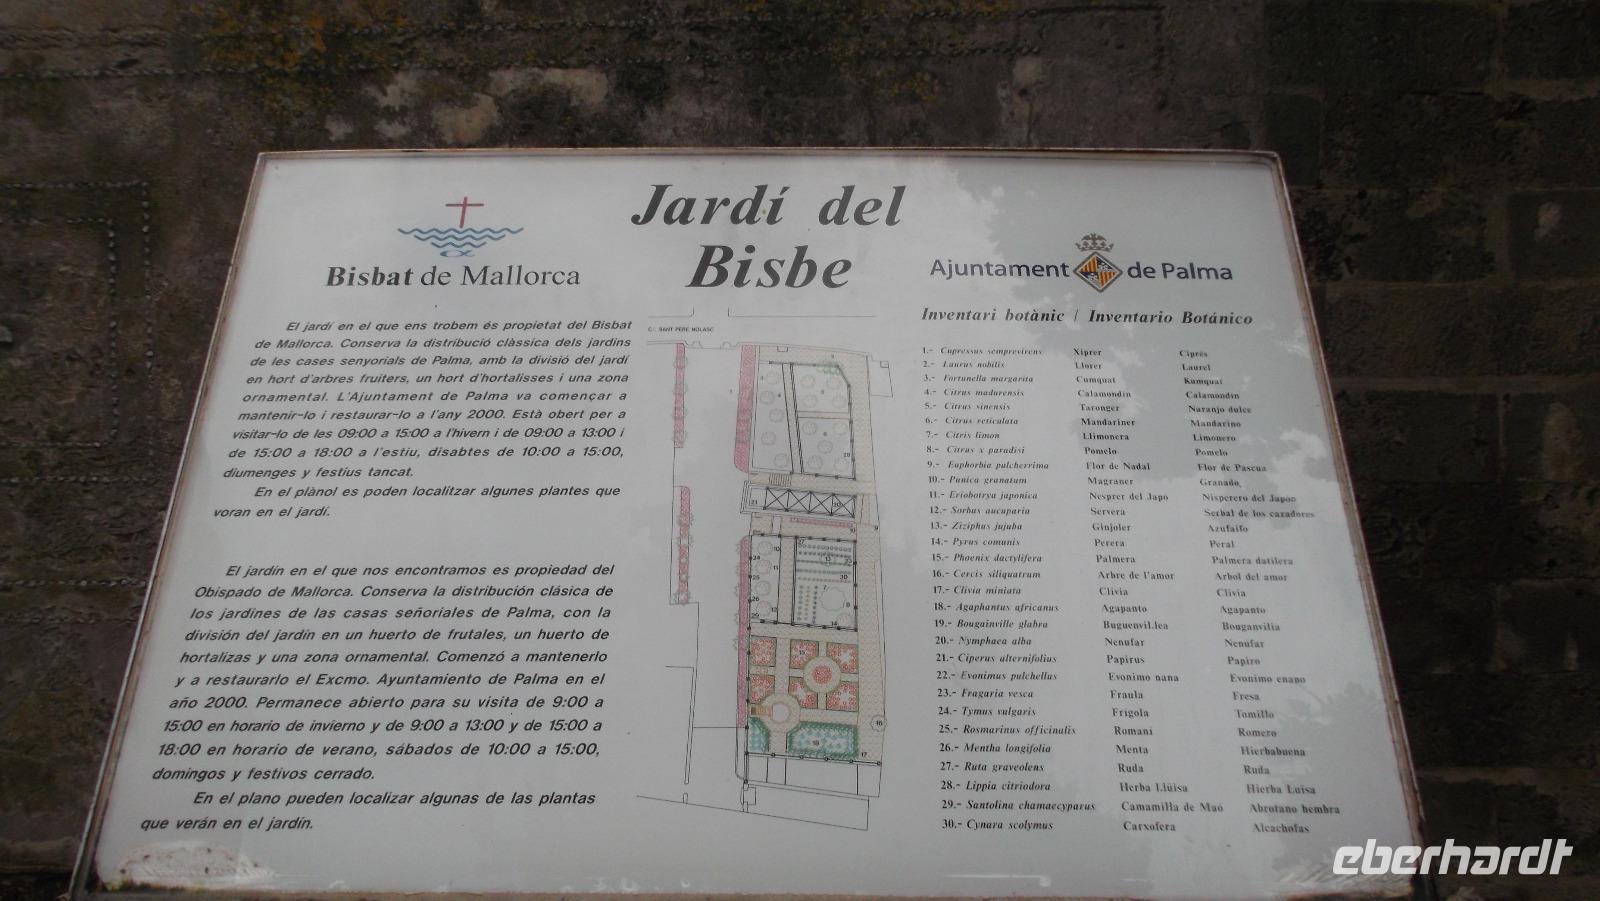 Jardí del
Bisbe
Bisbat de Mallorca
Ajuntament de Palma
El jardí en el que ens trobem és propietat del Bisbat
de Mallorca. Conserva la distribució clàssica dels jardins
de les cases senyorials de Palma, amb la divisió del jardí
en hort d'arbres fruiters, un hort d'hortalisses i una zona
ornamental. L'Ajuntament de Palma va començar a
mantenir-lo i restaurar-lo a l'any 2000. Està obert per a
visitar-lo de les 09:00 a 15:00 a l'hivern i de 09:00 a 13:00 i
de 15:00 a 18:00 a l'estiu, disabtes de 10:00 a 15:00,
diumenges y festius tancat.
En el plànol es poden localitzar algunes plantes que
voran en el jardí.
El jardín en el que nos encontramos es propiedad del
Obispado de Mallorca. Conserva la distribución clásica de
los jardines de las casas señoriales de Palma, con la
división del jardín en un huerto de frutales, un huerto de
hortalizas y una zona ornamental. Comenzó a mantenerlo
y a restaurarlo el Excmo. Ayuntamiento de Palma en el
año 2000. Permanece abierto para su visita de 9:00 a
15:00 en horario de invierno y de 9:00 a 13:00 y de 15:00 a
18:00 en horario de verano, sábados de 10:00 a 15:00,
domingos y festivos cerrado.
En el plano pueden localizar algunas de las plantas
que verán en el jardín.
C/. SANT PERE NOLASC
Inventari botànic / Inventario Botánico
1.- Cupressus semprevirens Xiprer Ciprés
2.- Laurus nobilis Llorer Laurel
3.- Fortunella margarita Cumquat Kumquat
4.- Citrus madurensis Calamondin Calamondin
5.- Citrus sinensis Taronger Naranjo dulce
6.- Citrus reticulata Mandariner Mandarino
7.- Citris limon Llimonera Limonero
8.- Citrus x paradisi Pomelo Pomelo
9.- Euphorbia pulcherrima Flor de Nadal Flor de Pascua
10.- Punica granatum Magraner Granado
11.- Eriobotrya japonica Nesprer del Japó Nisperero del Japon
12.- Sorbus aucuparia Servera Serbal de los cazadores
13.- Ziziphus jujuba Ginjoler Azufaifo
14.- Pyrus comunis Perera Peral
15.- Phoenix dactylifera Palmera Palmera datilera
16.- Cercis siliquatrum Arbre de l'amor Arbol del amor
17.- Clivia miniata Clivia Clivia
18.- Agaphantus africanus Agapanto Agapanto
19.- Bougainville glabra Buguenvil.lea Bouganvilia
20.- Nymphaea alba Nenufar Nenúfar
21.- Ciperus alternifolius Papirus Papiro
22.- Evonimus pulchellus Evonimo nana Evonimo enano
23.- Fragaria vesca Fraula Fresa
24.- Tymus vulgaris Frigola Tomillo
25.- Rosmarinus officinalis Romaní Romero
26.- Mentha longifolia Menta Hierbabuena
27.- Ruta graveolens Ruda Ruda
28.- Lippia citriodora Herba Llüisa Hierba Luisa
29.- Santolina chamaecyparus Camamilla de Maó Abrotano hembra
30.- Cynara scolymus Carxofera Alcachofas
eberhardt